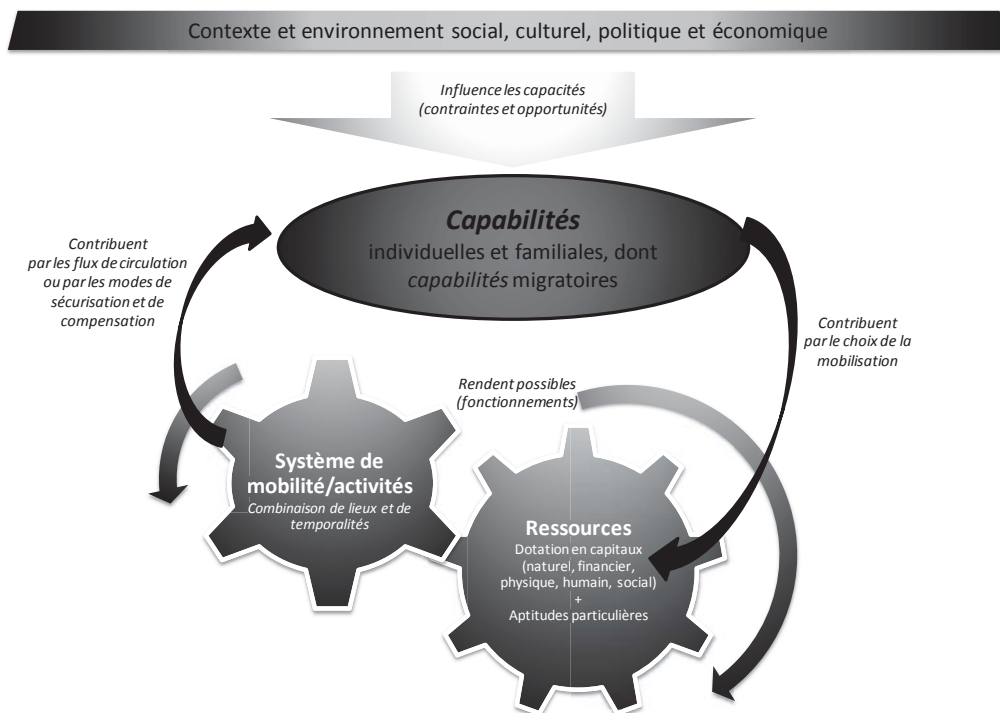 Contexte et environnement social, culturel, politique et économique
Influence les capacités
(contraintes et opportunités)
Capabilités
individuelles et familiales, dont
capabilités migratoires
Contribuent
par les flux de circulation
ou par les modes de
sécurisation et de
compensation
Contribuent
par le choix de la
mobilisation
Rendent possibles
(fonctionnements)
Système de
mobilité/activités
Combinaison de lieux et de
temporalités
Ressources
Dotation en capitaux
(naturel, financier,
physique, humain, social)
+
Aptitudes particulières